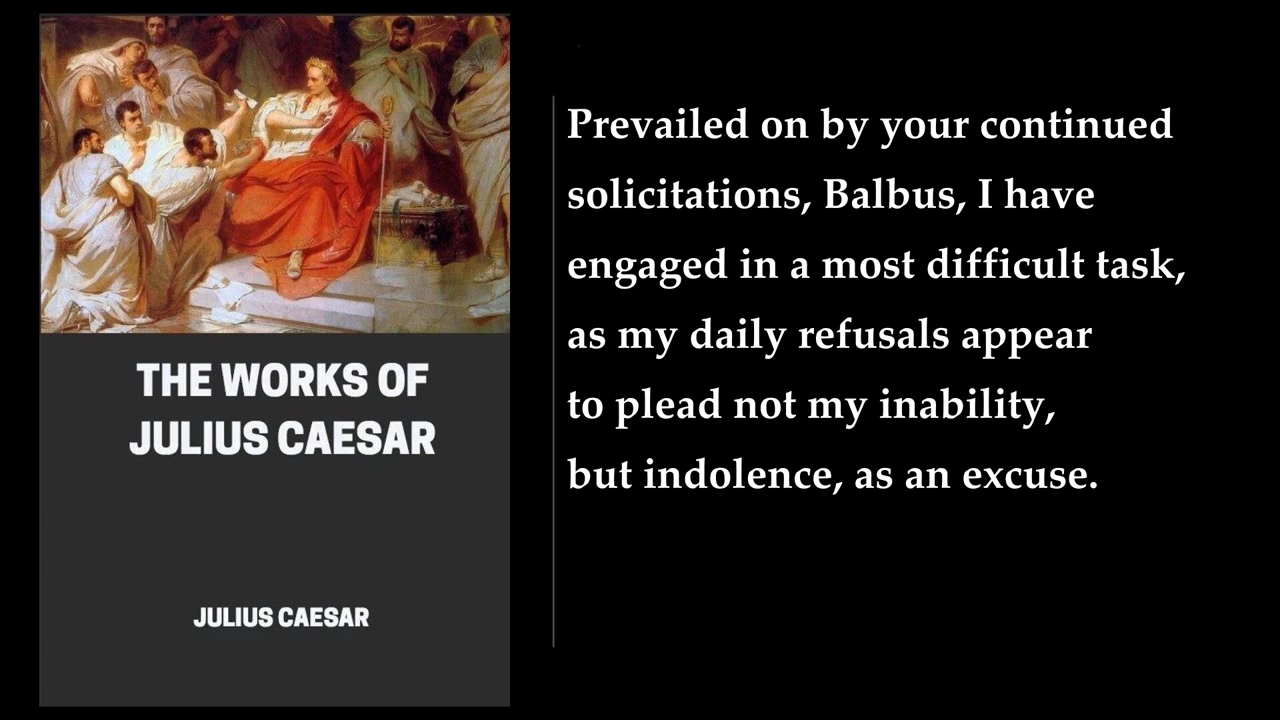 THE WORKS OF
JULIUS CAESAR
JULIUS CAESAR
Prevailed on by your continued
solicitations, Balbus, I have
engaged in a most difficult task,
as my daily refusals appear
to plead not my inability,
but indolence, as an excuse.